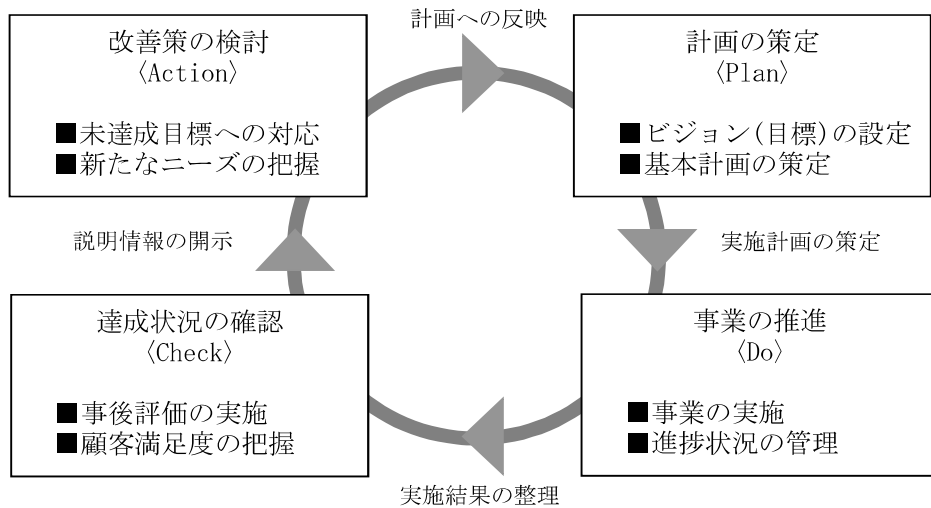 計画への反映
改善策の検討
〈Action〉
■未達成目標への対応
■新たなニーズの把握
計画の策定
〈Plan〉
■ビジョン(目標)の設定
■基本計画の策定
説明情報の開示
実施計画の策定
達成状況の確認
〈Check〉
■事後評価の実施
■顧客満足度の把握
事業の推進
〈Do〉
■事業の実施
■進捗状況の管理
実施結果の整理